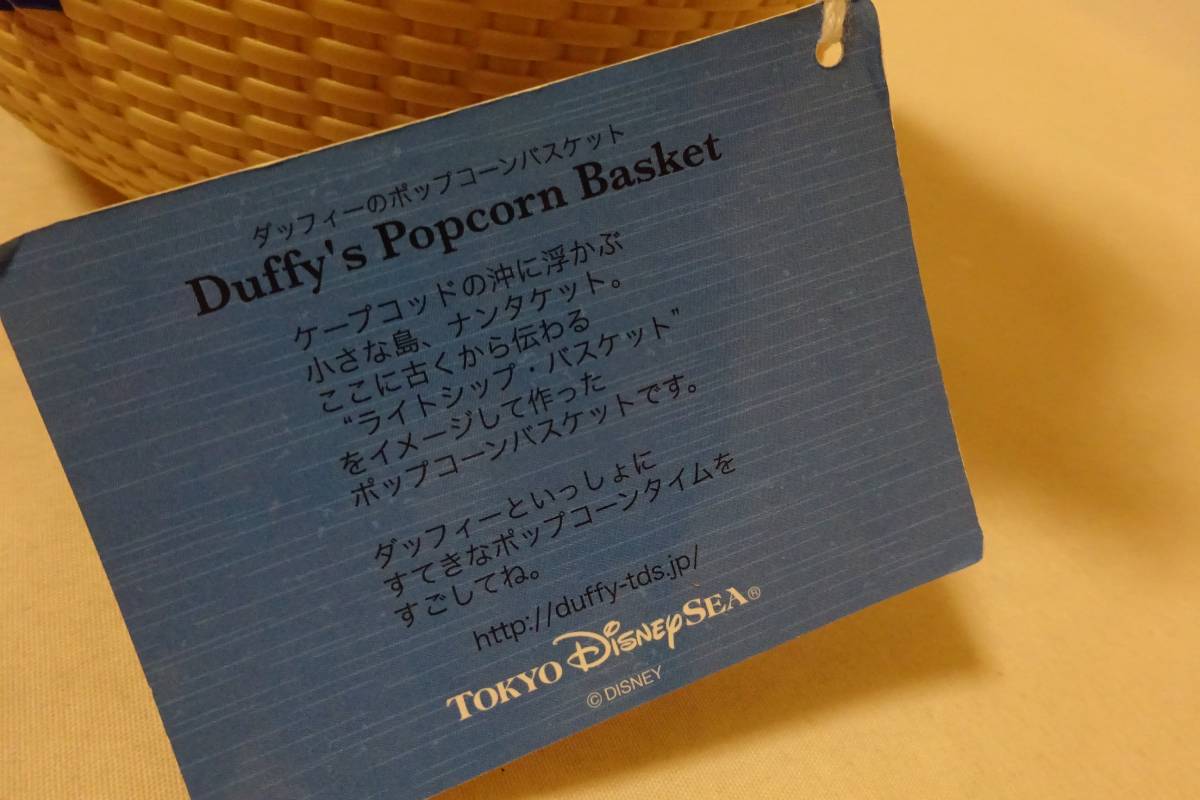 ダッフィーのポップコーンバスケット
Duffy's Popcorn Basket
ケープコッドの沖に浮かぶ
小さな島、ナンタケット。
ここに古くから伝わる
“ライトシップ・バスケット”
をイメージして作った
ポップコーンバスケットです。
ダッフィーといっしょに
すてきなポップコーンタイムを
すごしてね。
http://duffy-tds.jp/
TOKYO DISNEYSEA®
©DISNEY